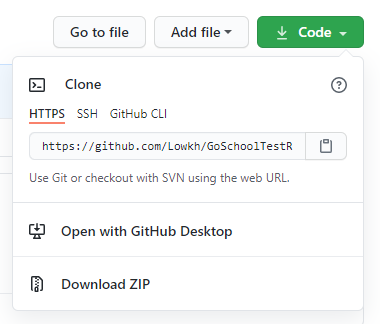 Go to file Add file Code
Clone
HTTPS SSH GitHub CLI
https://github.com/Lowkh/GoSchoolTestR
Use Git or checkout with SVN using the web URL.
Open with GitHub Desktop
Download ZIP